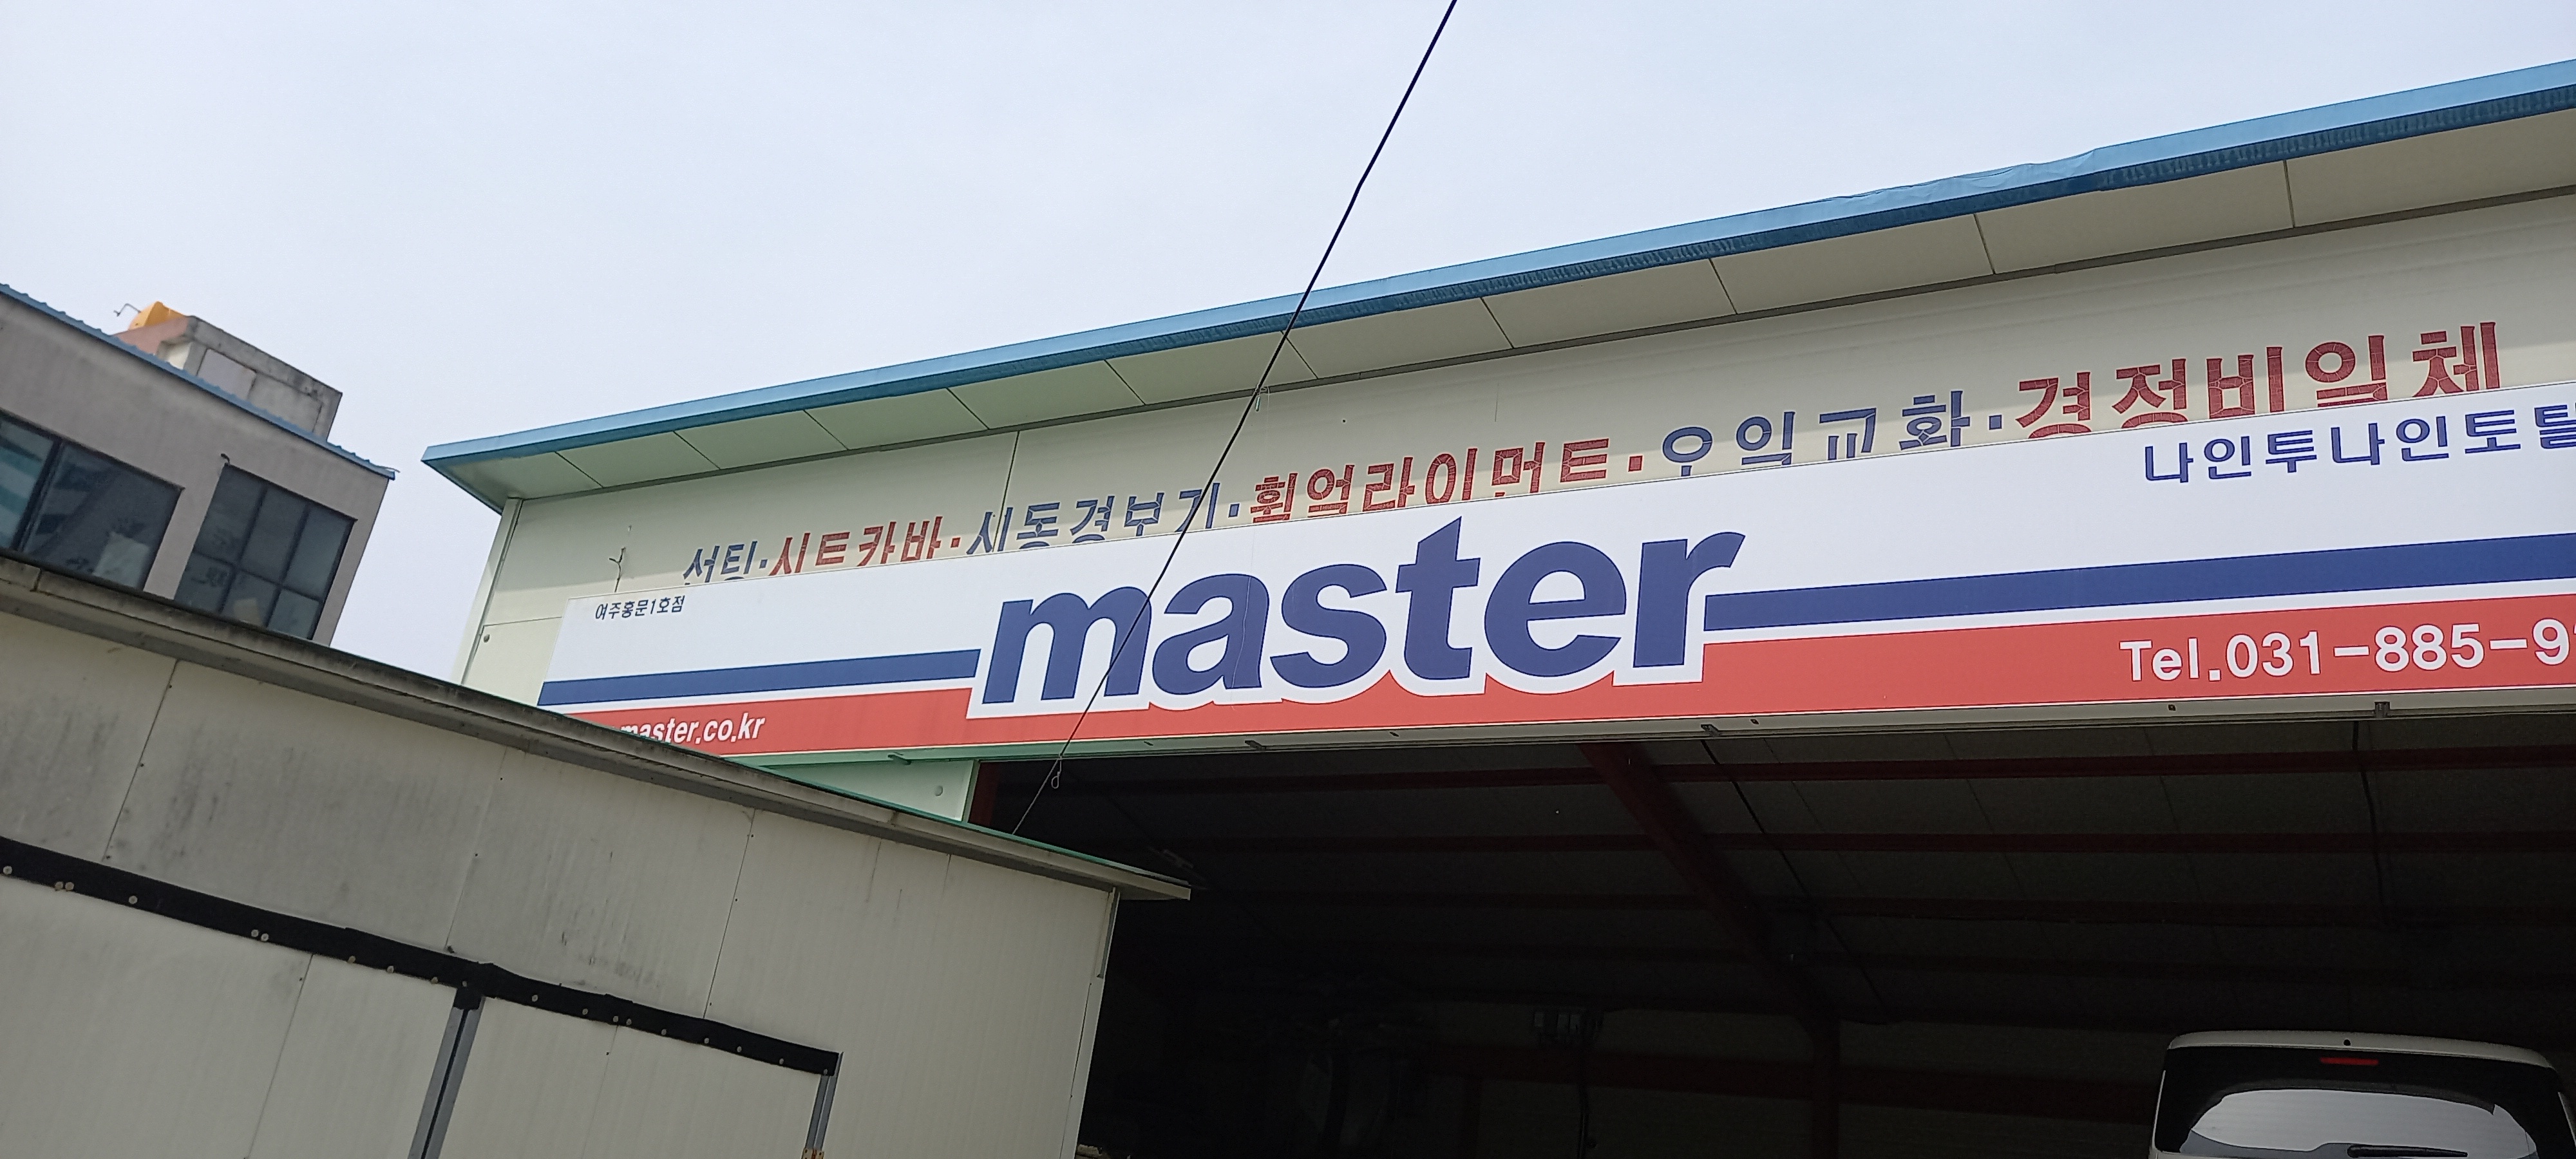 서팅·시트카바·시동경보기·휠얼라이먼트·오일교환·경정비일체
여주홍문1호점
나인투나인토탈
master
master.co.kr
Tel.031-885-9